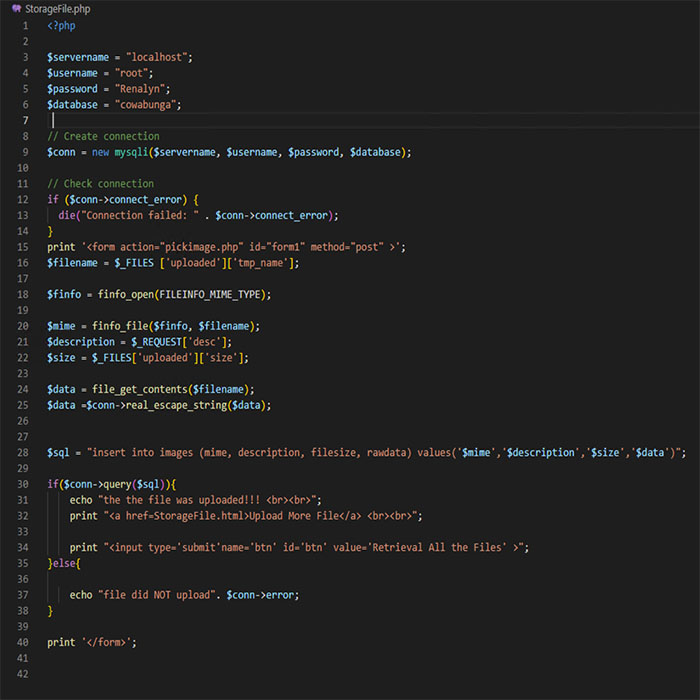 StorageFile.php
1 <?php
2
3 $servername = "localhost";
4 $username = "root";
5 $password = "Renalyn";
6 $database = "cowabunga";
7
8 // Create connection
9 $conn = new mysqli($servername, $username, $password, $database);
10
11 // Check connection
12 if ($conn->connect_error) {
13 die("Connection failed: " . $conn->connect_error);
14 }
15 print '<form action="pickimage.php" id="form1" method="post" >';
16 $filename = $_FILES ['uploaded']['tmp_name'];
17
18 $finfo = finfo_open(FILEINFO_MIME_TYPE);
19
20 $mime = finfo_file($finfo, $filename);
21 $description = $_REQUEST['desc'];
22 $size = $_FILES['uploaded']['size'];
23
24 $data = file_get_contents($filename);
25 $data =$conn->real_escape_string($data);
26
27
28 $sql = "insert into images (mime, description, filesize, rawdata) values('$mime','$description','$size','$data')";
29
30 if($conn->query($sql)){
31 echo "the the file was uploaded!!! <br><br>";
32 print "<a href=StorageFile.html>Upload More File</a> <br><br>";
33
34 print "<input type='submit'name='btn' id='btn' value='Retrieval All the Files' >";
35 }else{
36
37 echo "file did NOT upload". $conn->error;
38 }
39
40 print '</form>';
41
42